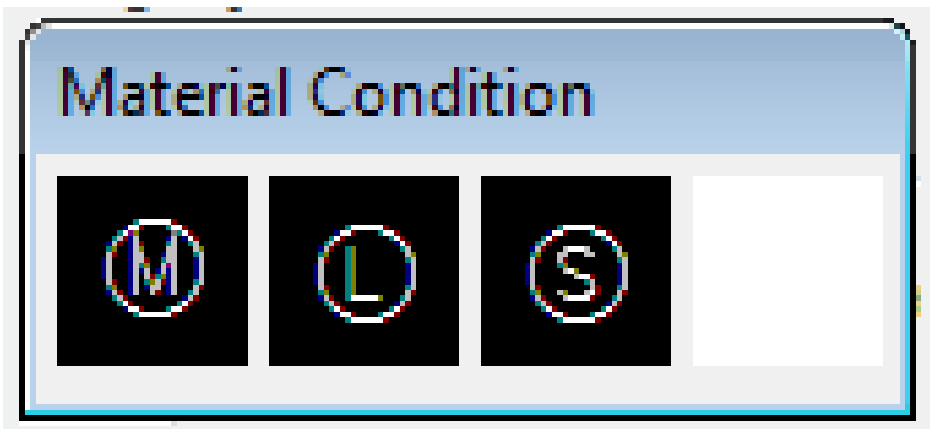 Material Condition
Ⓜ Ⓛ Ⓢ